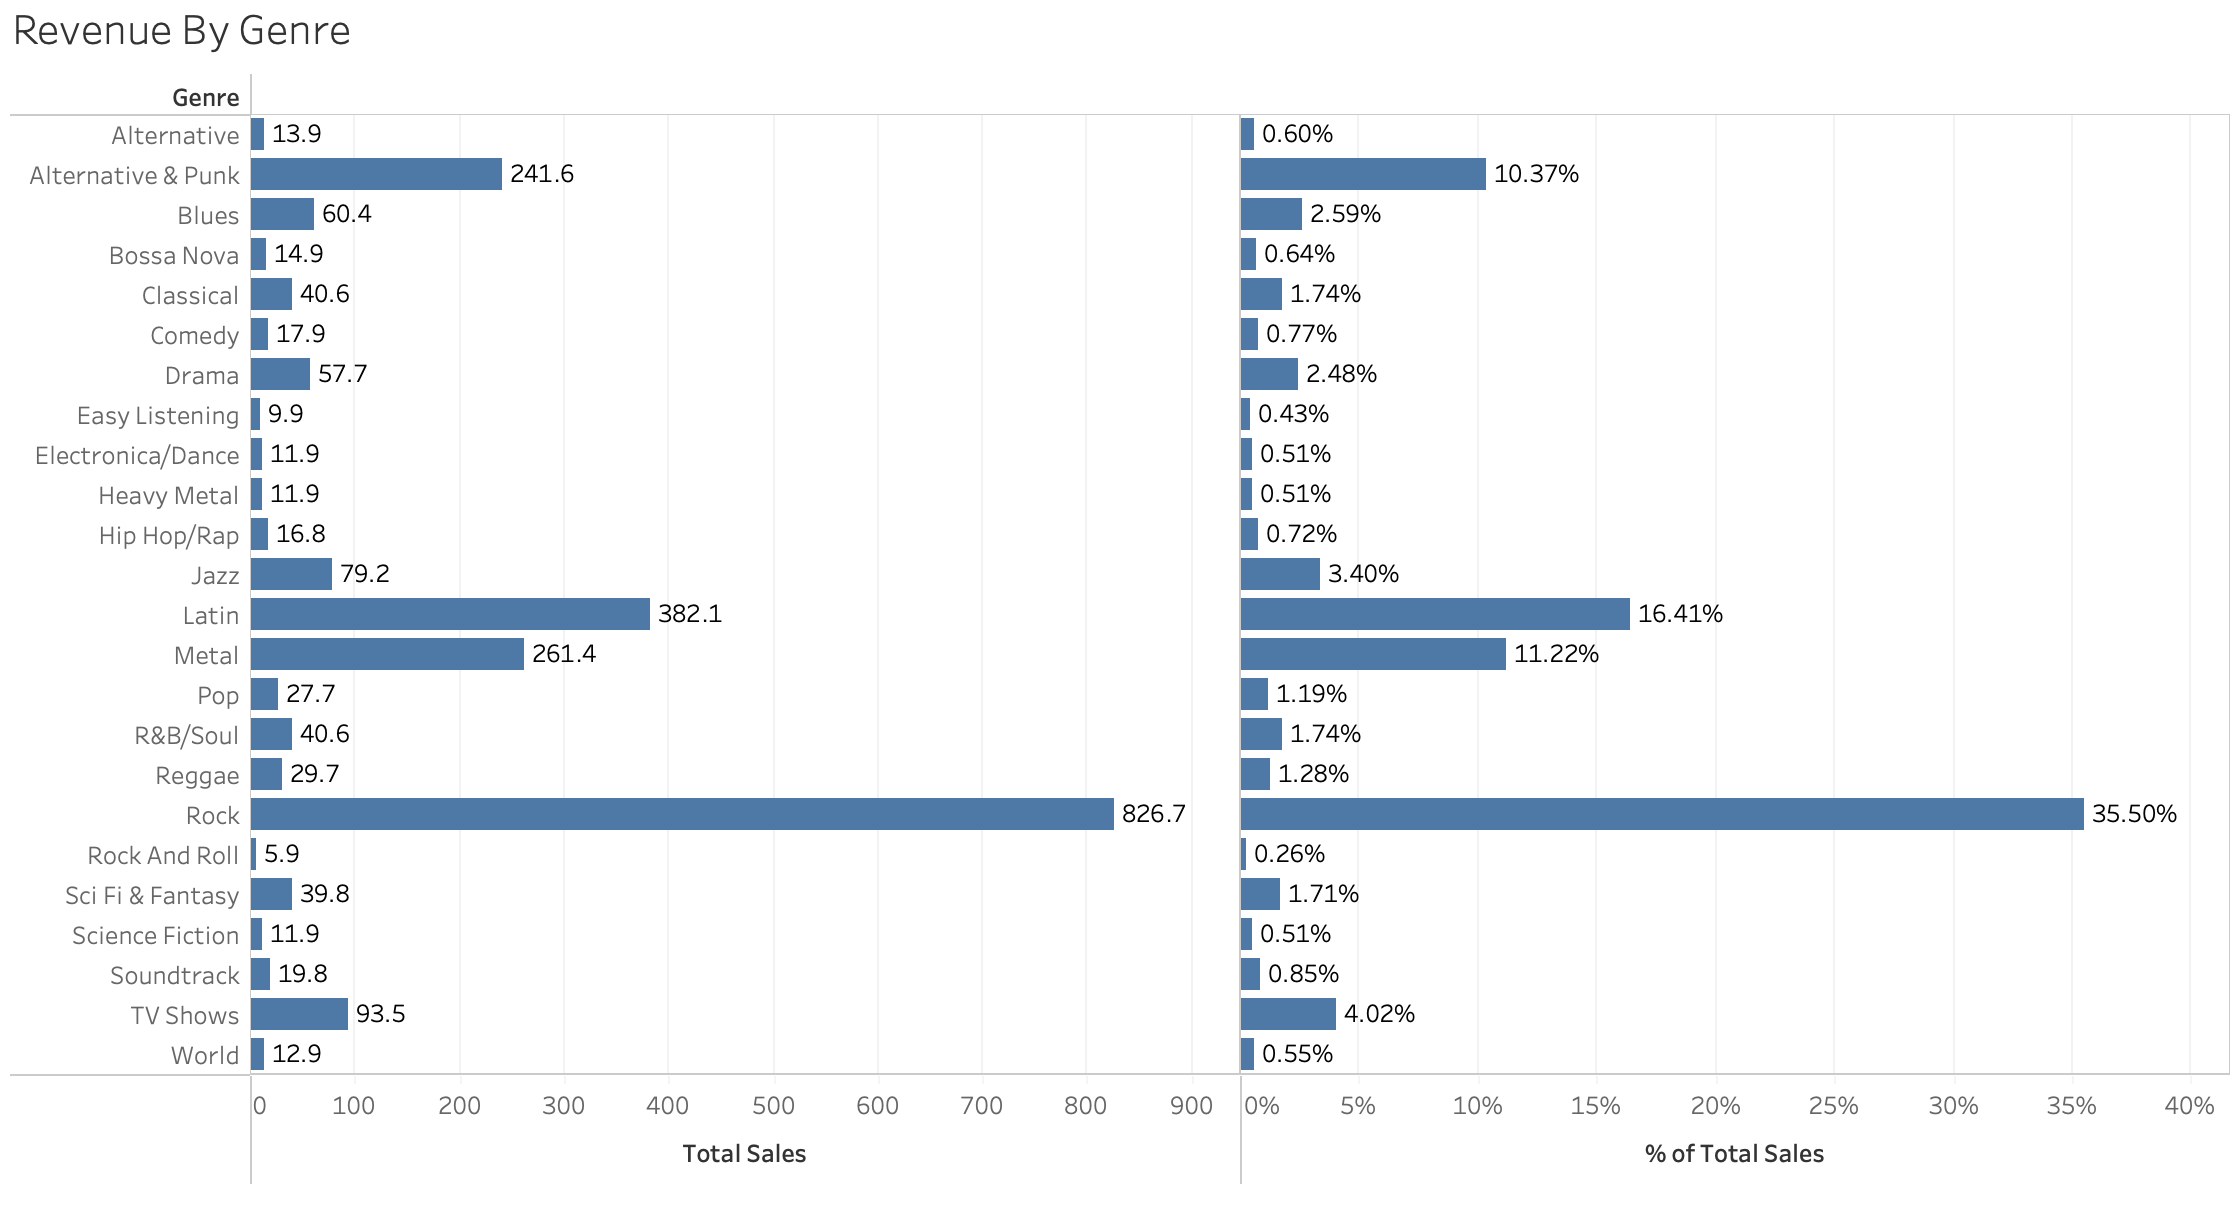 Revenue By Genre
Genre
Alternative 13.9 0.60%
Alternative & Punk 241.6 10.37%
Blues 60.4 2.59%
Bossa Nova 14.9 0.64%
Classical 40.6 1.74%
Comedy 17.9 0.77%
Drama 57.7 2.48%
Easy Listening 9.9 0.43%
Electronica/Dance 11.9 0.51%
Heavy Metal 11.9 0.51%
Hip Hop/Rap 16.8 0.72%
Jazz 79.2 3.40%
Latin 382.1 16.41%
Metal 261.4 11.22%
Pop 27.7 1.19%
R&B/Soul 40.6 1.74%
Reggae 29.7 1.28%
Rock 826.7 35.50%
Rock And Roll 5.9 0.26%
Sci Fi & Fantasy 39.8 1.71%
Science Fiction 11.9 0.51%
Soundtrack 19.8 0.85%
TV Shows 93.5 4.02%
World 12.9 0.55%
0 100 200 300 400 500 600 700 800 900 0% 5% 10% 15% 20% 25% 30% 35% 40%
Total Sales % of Total Sales